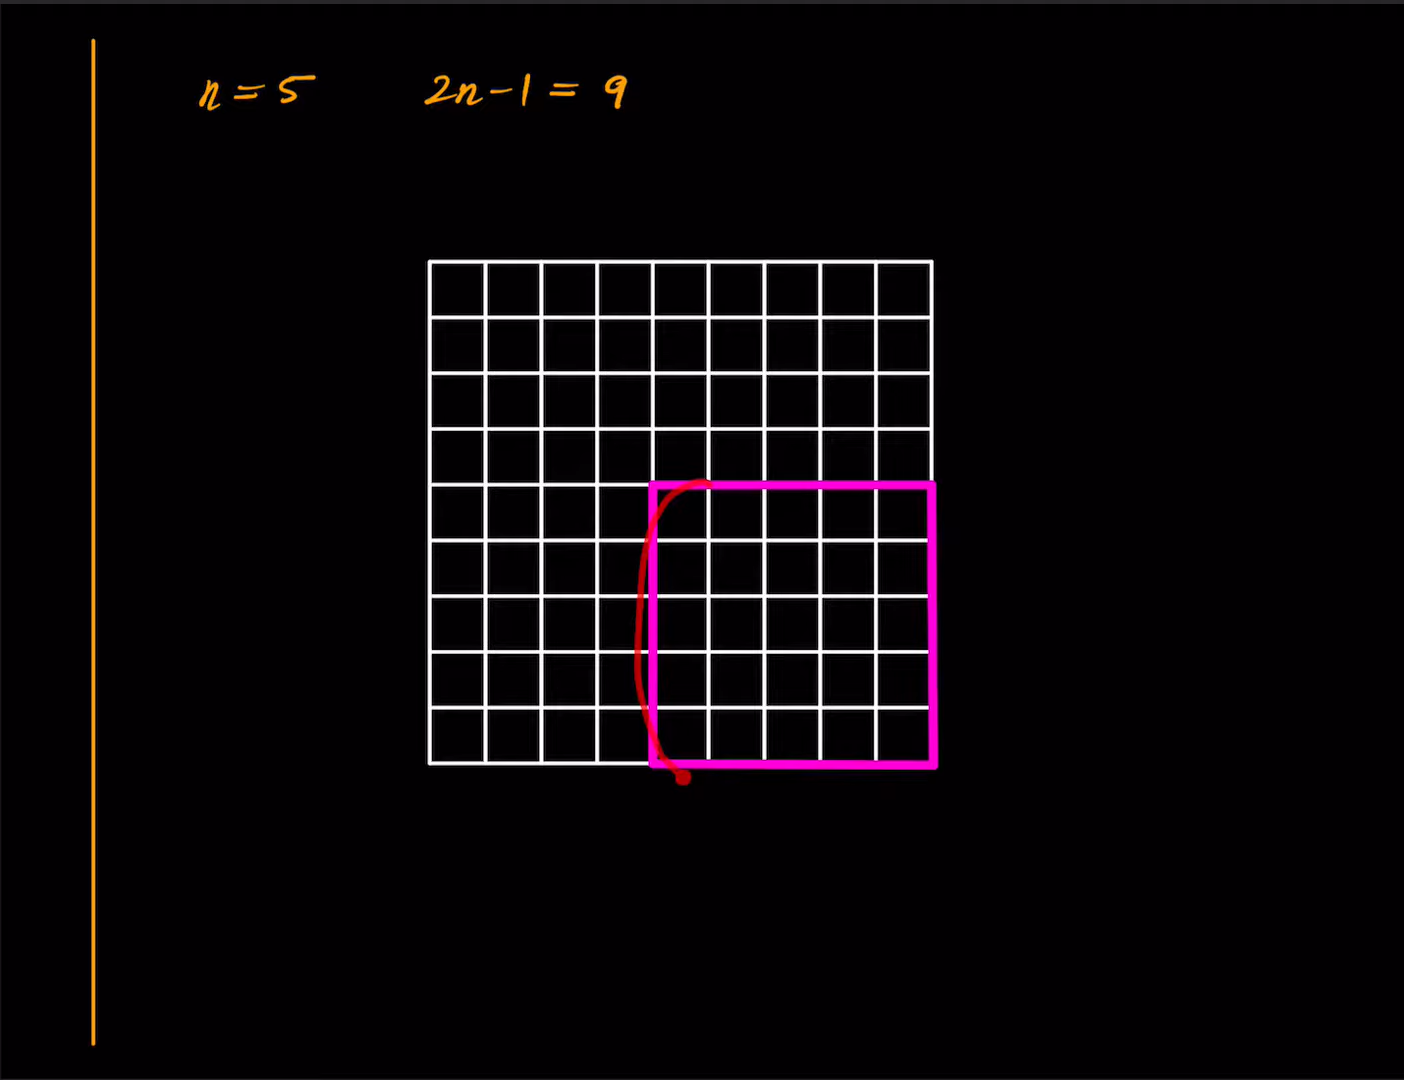 n = 5 2n - 1 = 9